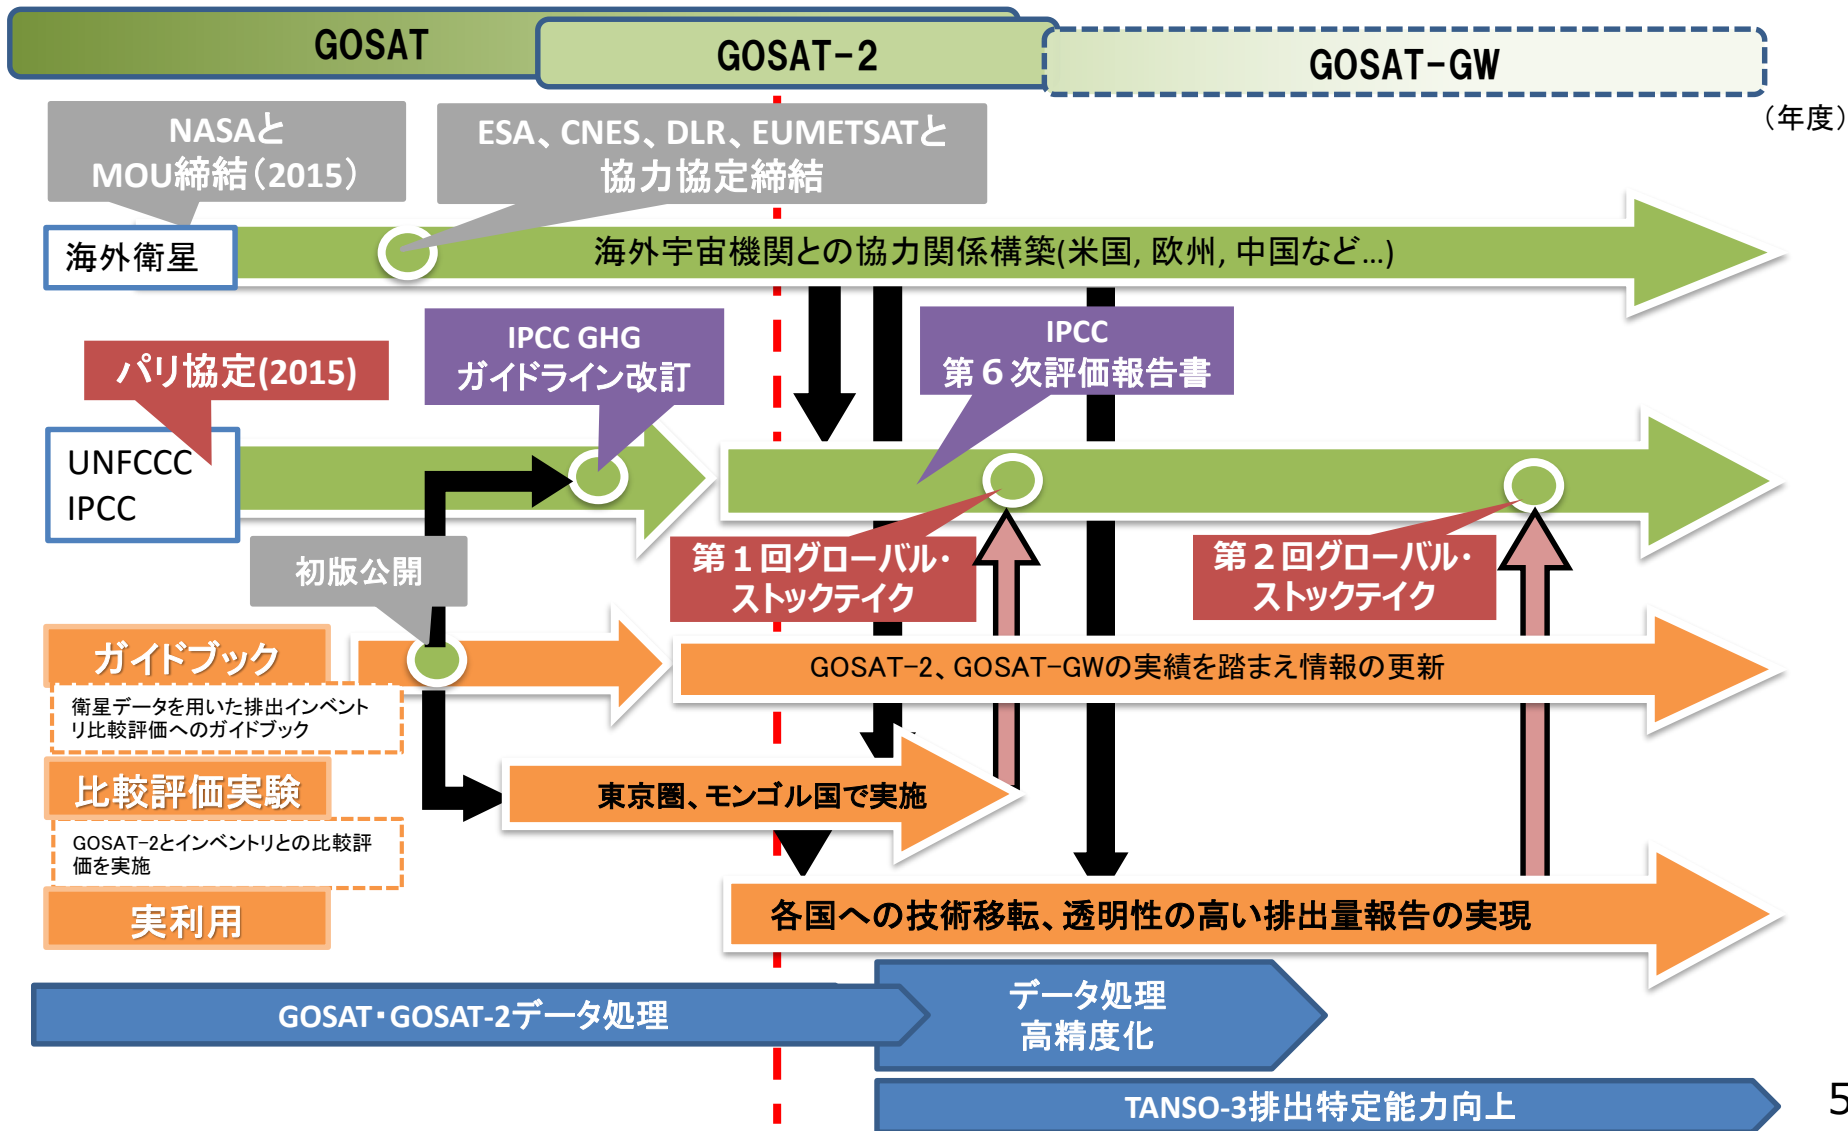 GOSAT
GOSAT-2
GOSAT-GW
（年度）
NASAと
MOU締結（2015）
ESA、CNES、DLR、EUMETSATと
協力協定締結
海外衛星
海外宇宙機関との協力関係構築(米国, 欧州, 中国など…)
パリ協定(2015)
IPCC GHG
ガイドライン改訂
IPCC
第６次評価報告書
UNFCCC
IPCC
初版公開
第１回グローバル・
ストックテイク
第２回グローバル・
ストックテイク
ガイドブック
GOSAT-2、GOSAT-GWの実績を踏まえ情報の更新
衛星データを用いた排出インベント
リ比較評価へのガイドブック
比較評価実験
東京圏、モンゴル国で実施
GOSAT-2とインベントリとの比較評
価を実施
実利用
各国への技術移転、透明性の高い排出量報告の実現
GOSAT・GOSAT-2データ処理
データ処理
高精度化
TANSO-3排出特定能力向上
5